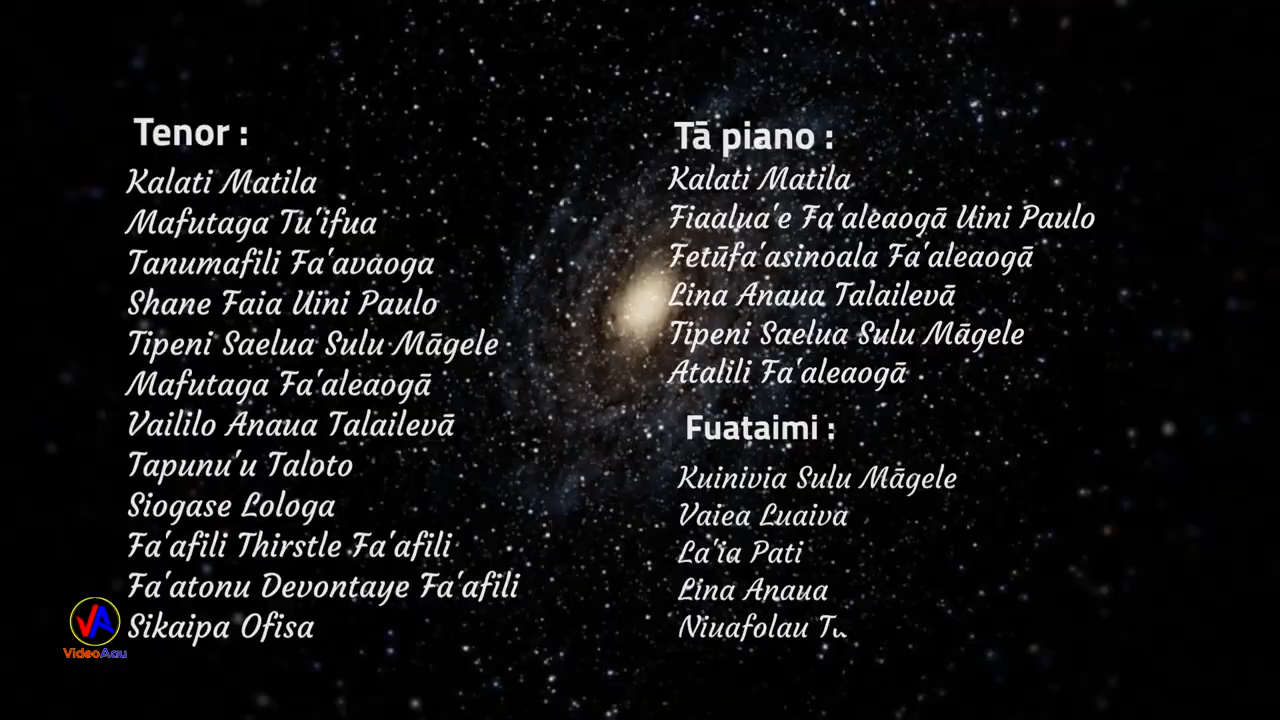 Tenor :
Kalati Matila
Mafutaga Tu'ifua
Tanumafili Fa'avaoga
Shane Faia Uini Paulo
Tipeni Saelua Sulu Māgele
Mafutaga Fa'aleaogā
Vaililo Anaua Talailevā
Tapunu'u Taloto
Siogase Lologa
Fa'afili Thirstle Fa'afili
Fa'atonu Devontaye Fa'afili
Sikaipa Ofisa
Tā piano :
Kalati Matila
Fiaalua'e Fa'aleaogā Uini Paulo
Fetūfa'asinoala Fa'aleaogā
Lina Anaua Talailevā
Tipeni Saelua Sulu Māgele
Atalili Fa'aleaogā
Fuataimi :
Kuinivia Sulu Māgele
Vaiea Luaiva
La'ia Pati
Lina Anaua
Niuafolau
VA
VideoAau